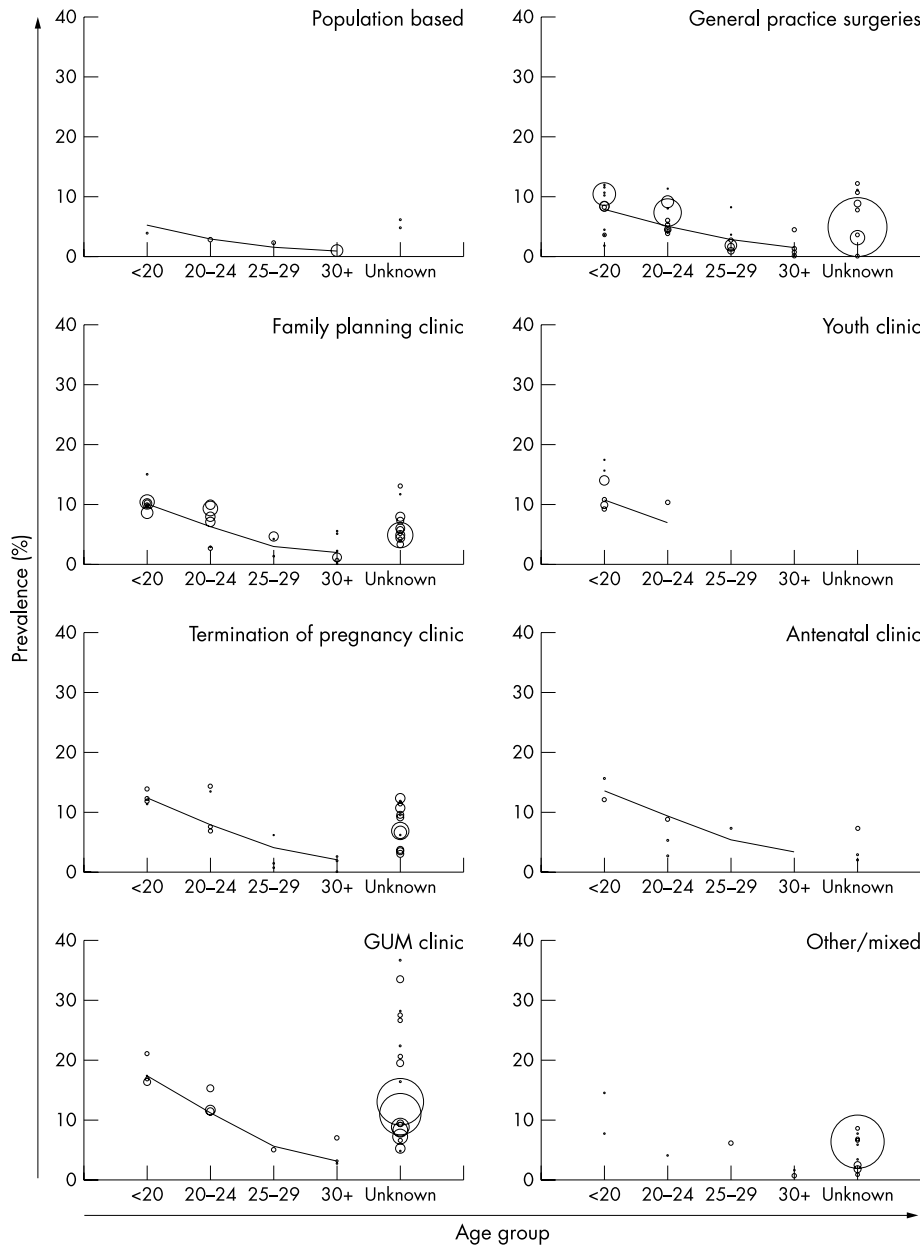 Population based
40
30
20
10
0
<20 20–24 25–29 30+ Unknown
General practice surgeries
40
30
20
10
0
<20 20–24 25–29 30+ Unknown
Family planning clinic
40
30
20
10
0
<20 20–24 25–29 30+ Unknown
Youth clinic
40
30
20
10
0
<20 20–24 25–29 30+ Unknown
Prevalence (%)
Termination of pregnancy clinic
40
30
20
10
0
<20 20–24 25–29 30+ Unknown
Antenatal clinic
40
30
20
10
0
<20 20–24 25–29 30+ Unknown
GUM clinic
40
30
20
10
0
<20 20–24 25–29 30+ Unknown
Other/mixed
40
30
20
10
0
<20 20–24 25–29 30+ Unknown
Age group